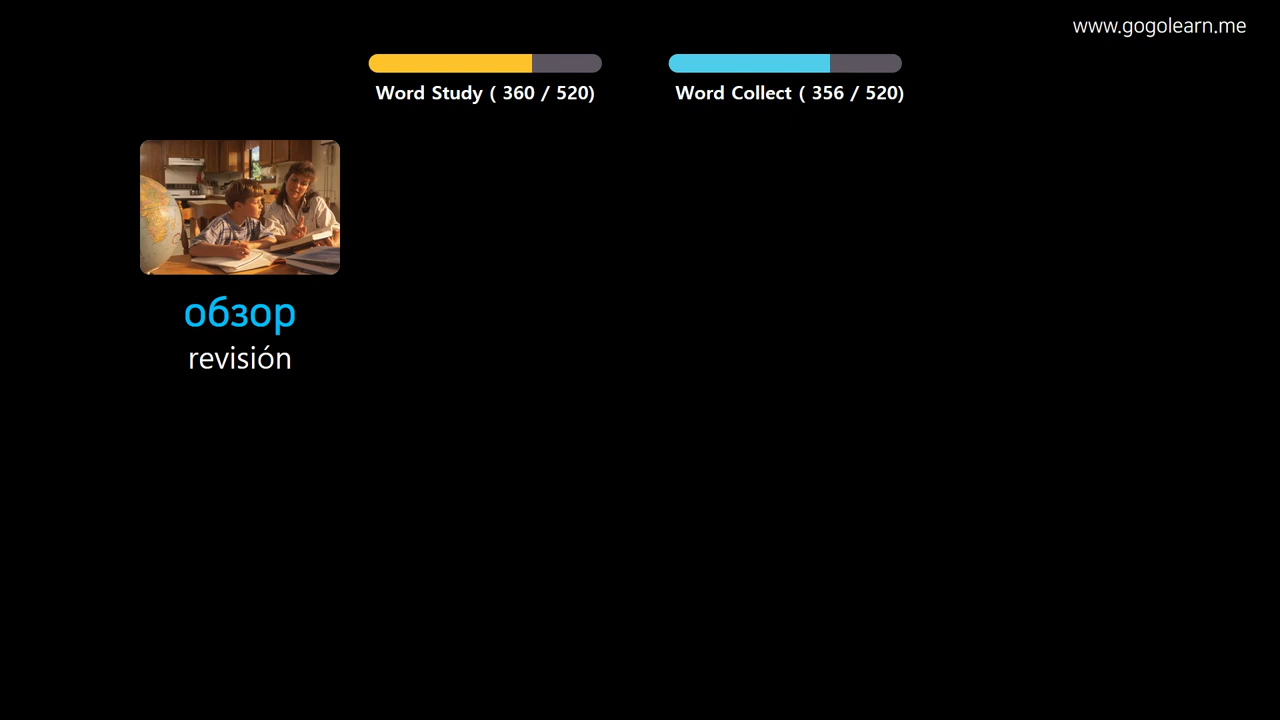 www.gogolearn.me
Word Study ( 360 / 520)
Word Collect ( 356 / 520)
обзор
revisión